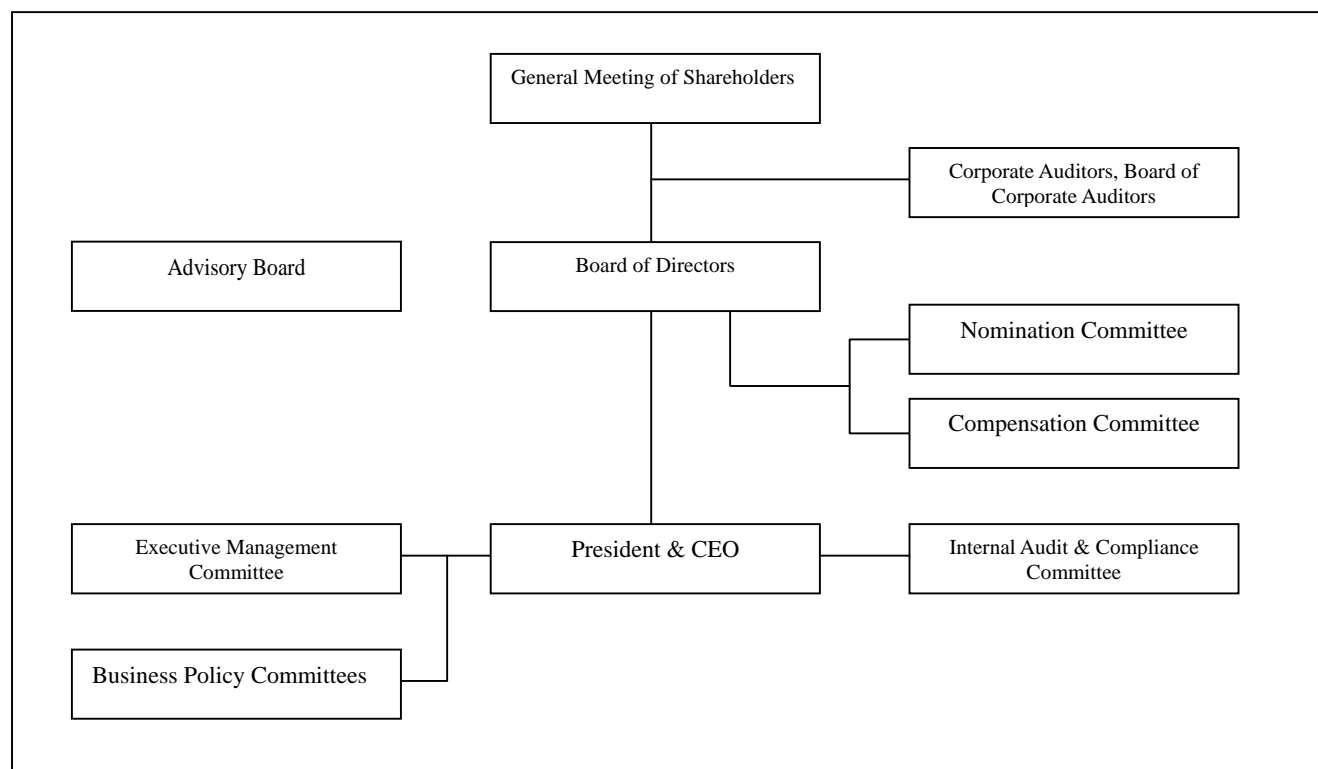 General Meeting of Shareholders
Corporate Auditors, Board of
Corporate Auditors
Advisory Board
Board of Directors
Nomination Committee
Compensation Committee
Executive Management
Committee
President & CEO
Internal Audit & Compliance
Committee
Business Policy Committees